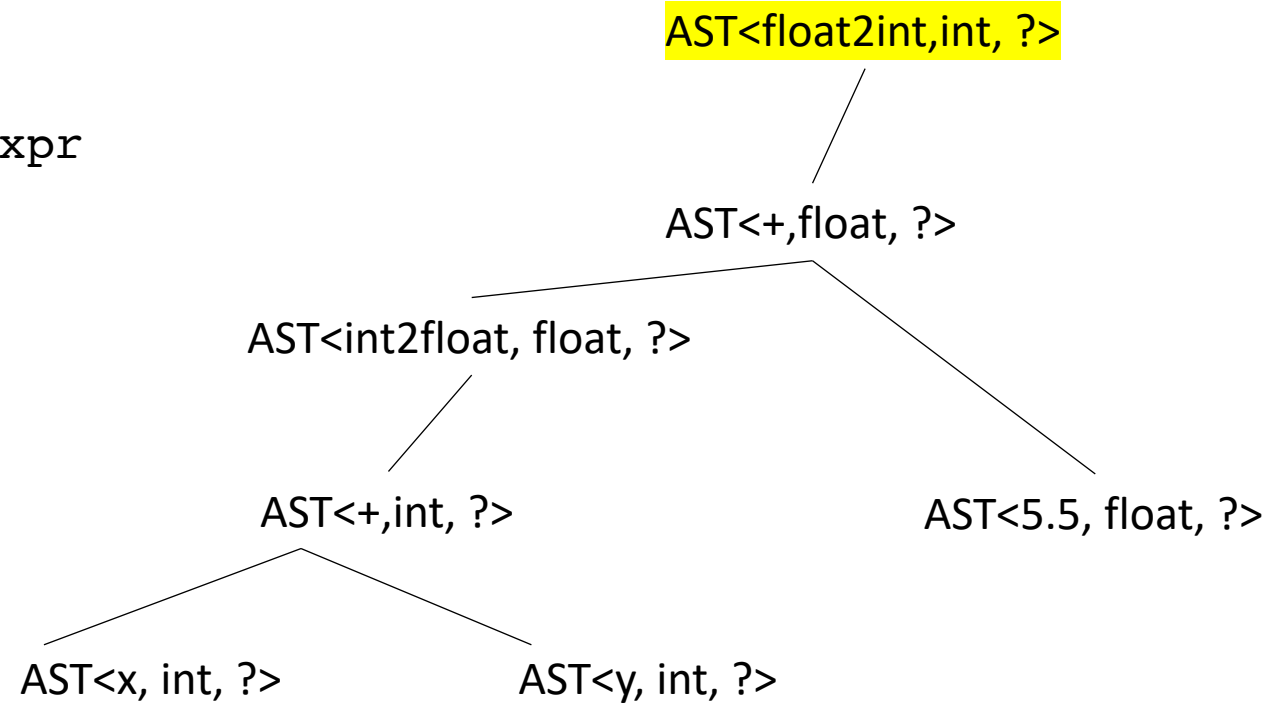 AST<float2int,int, ?>
xpr
AST<+,float, ?>
AST<int2float, float, ?>
AST<+,int, ?>
AST<5.5, float, ?>
AST<x, int, ?>
AST<y, int, ?>